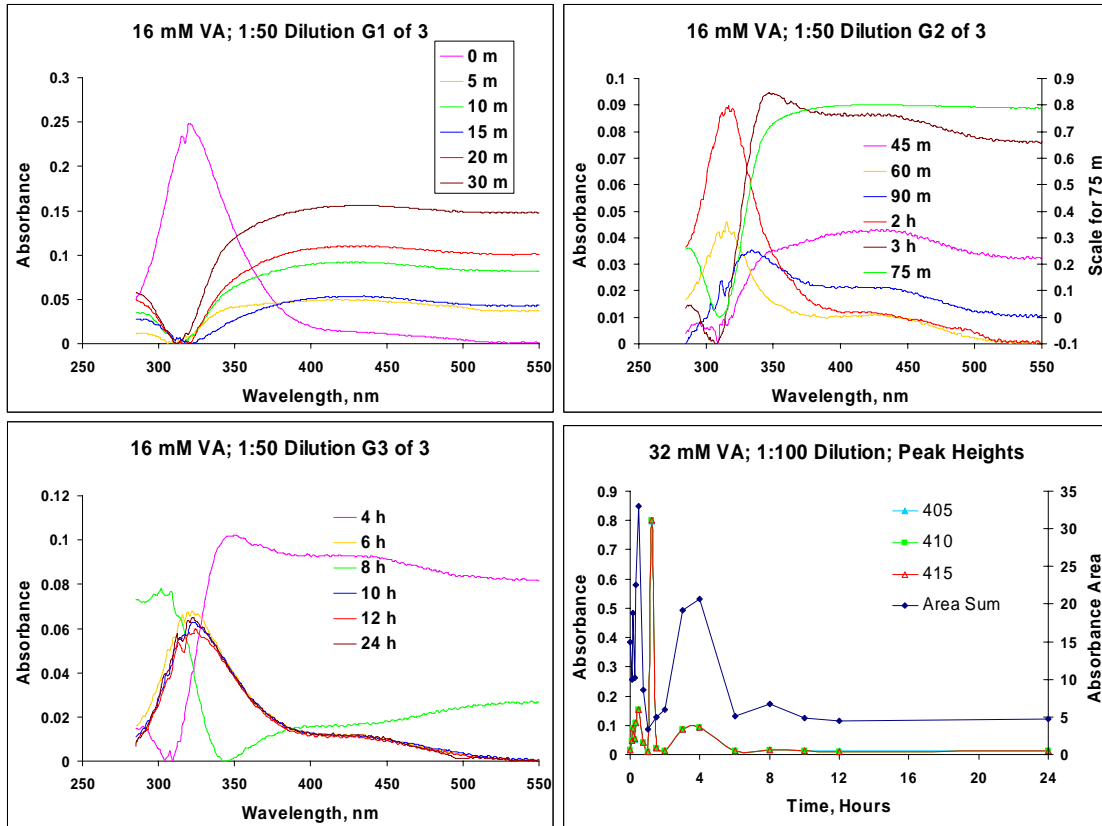 16 mM VA; 1:50 Dilution G1 of 3
0 m
5 m
10 m
15 m
20 m
30 m
0.3
0.25
0.2
0.15
0.1
0.05
0
Absorbance
250 300 350 400 450 500 550
Wavelength, nm
16 mM VA; 1:50 Dilution G2 of 3
0.1
0.09
0.08
0.07
0.06
0.05
0.04
0.03
0.02
0.01
0
Absorbance
45 m
60 m
90 m
2 h
3 h
75 m
0.9
0.8
0.7
0.6
0.5
0.4
0.3
0.2
0.1
0
-0.1
Scale for 75 m
250 300 350 400 450 500 550
Wavelength, nm
16 mM VA; 1:50 Dilution G3 of 3
0.12
0.1
0.08
0.06
0.04
0.02
0
Absorbance
4 h
6 h
8 h
10 h
12 h
24 h
250 300 350 400 450 500 550
Wavelength, nm
32 mM VA; 1:100 Dilution; Peak Heights
0.9
0.8
0.7
0.6
0.5
0.4
0.3
0.2
0.1
0
Absorbance
405
410
415
Area Sum
35
30
25
20
15
10
5
0
Absorbance Area
0 4 8 12 16 20 24
Time, Hours